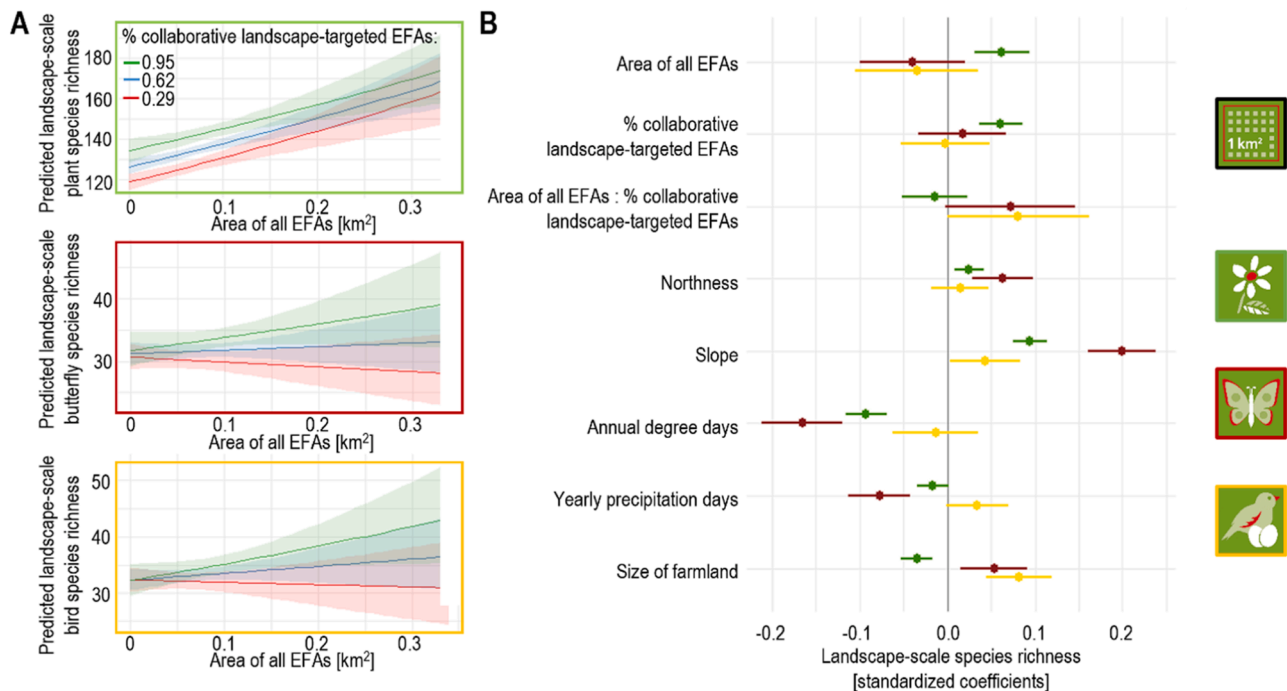 A
% collaborative landscape-targeted EFAs:
0.95
0.62
0.29
Predicted landscape-scale
plant species richness
180
160
140
120
0
0.1
0.2
0.3
Area of all EFAs [km²]
Predicted landscape-scale
butterfly species richness
40
30
0
0.1
0.2
0.3
Area of all EFAs [km²]
Predicted landscape-scale
bird species richness
50
40
30
0
0.1
0.2
0.3
Area of all EFAs [km²]
B
Area of all EFAs
% collaborative
landscape-targeted EFAs
Area of all EFAs : % collaborative
landscape-targeted EFAs
Northness
Slope
Annual degree days
Yearly precipitation days
Size of farmland
-0.2
-0.1
0.0
0.1
0.2
Landscape-scale species richness
[standardized coefficients]
1 km²